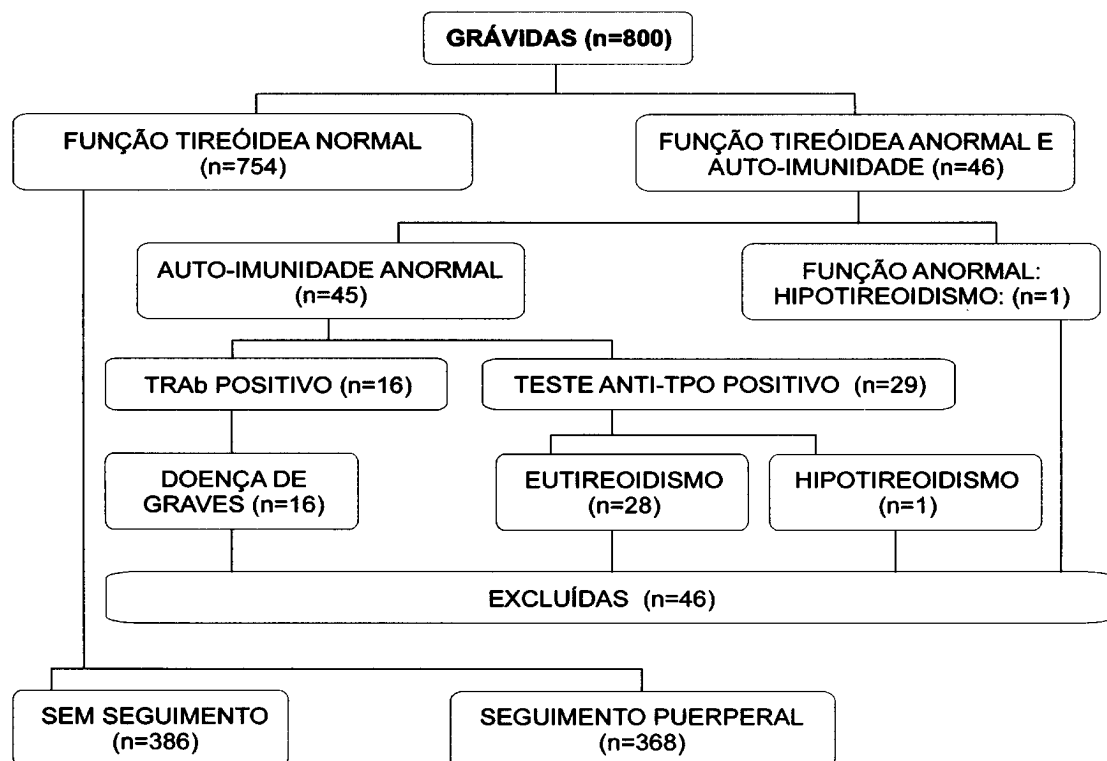 GRÁVIDAS (n=800)
FUNÇÃO TIREÓIDEA NORMAL
(n=754)
FUNÇÃO TIREÓIDEA ANORMAL E
AUTO-IMUNIDADE (n=46)
AUTO-IMUNIDADE ANORMAL
(n=45)
FUNÇÃO ANORMAL:
HIPOTIREOIDISMO: (n=1)
TRAb POSITIVO (n=16)
TESTE ANTI-TPO POSITIVO (n=29)
DOENÇA DE
GRAVES (n=16)
EUTIREOIDISMO
(n=28)
HIPOTIREOIDISMO
(n=1)
EXCLUÍDAS (n=46)
SEM SEGUIMENTO
(n=386)
SEGUIMENTO PUERPERAL
(n=368)